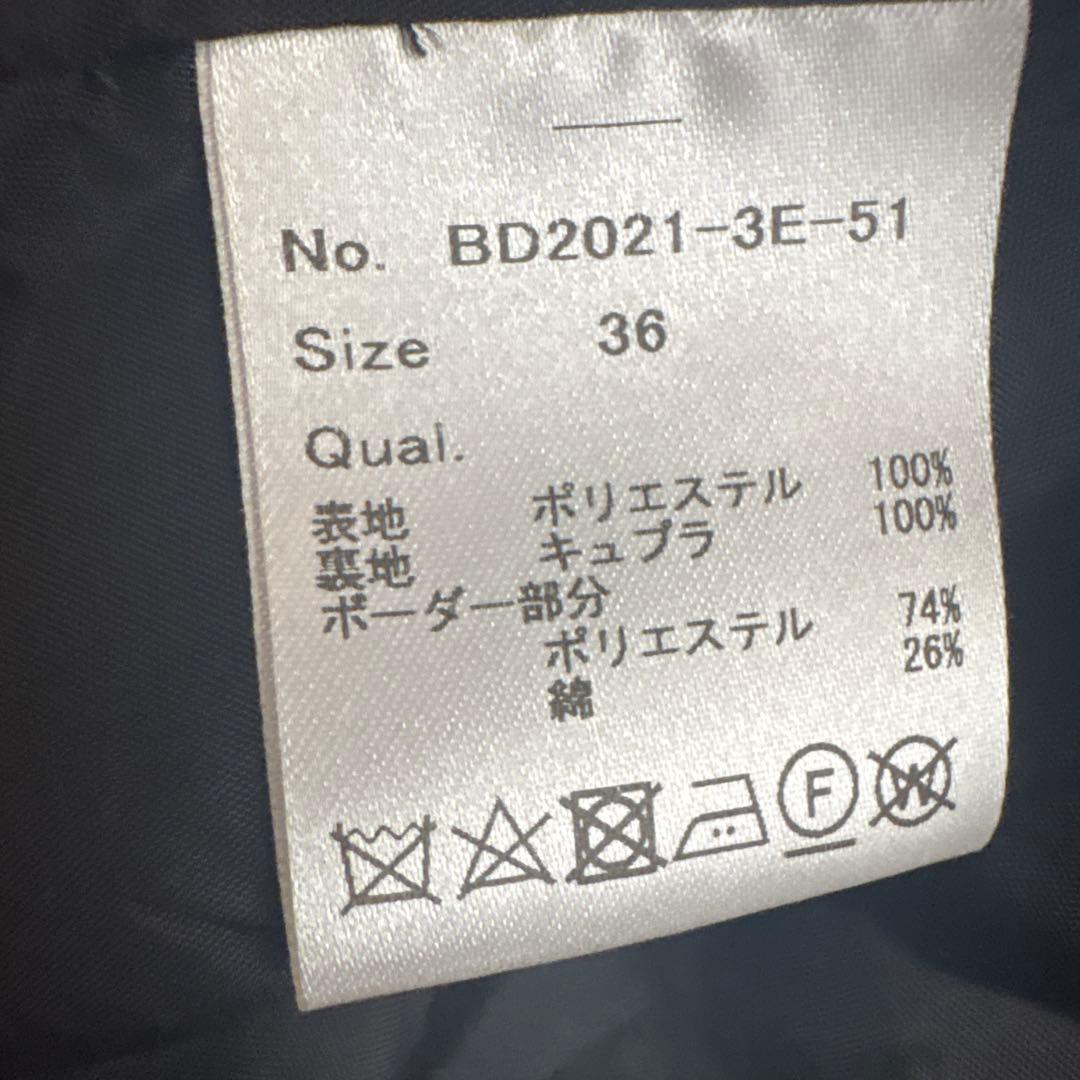 No. BD2021-3E-51
Size 36
Qual.
表地 ポリエステル 100%
裏地 キュプラ 100%
ボーダー部分
ポリエステル 74%
綿 26%
F W